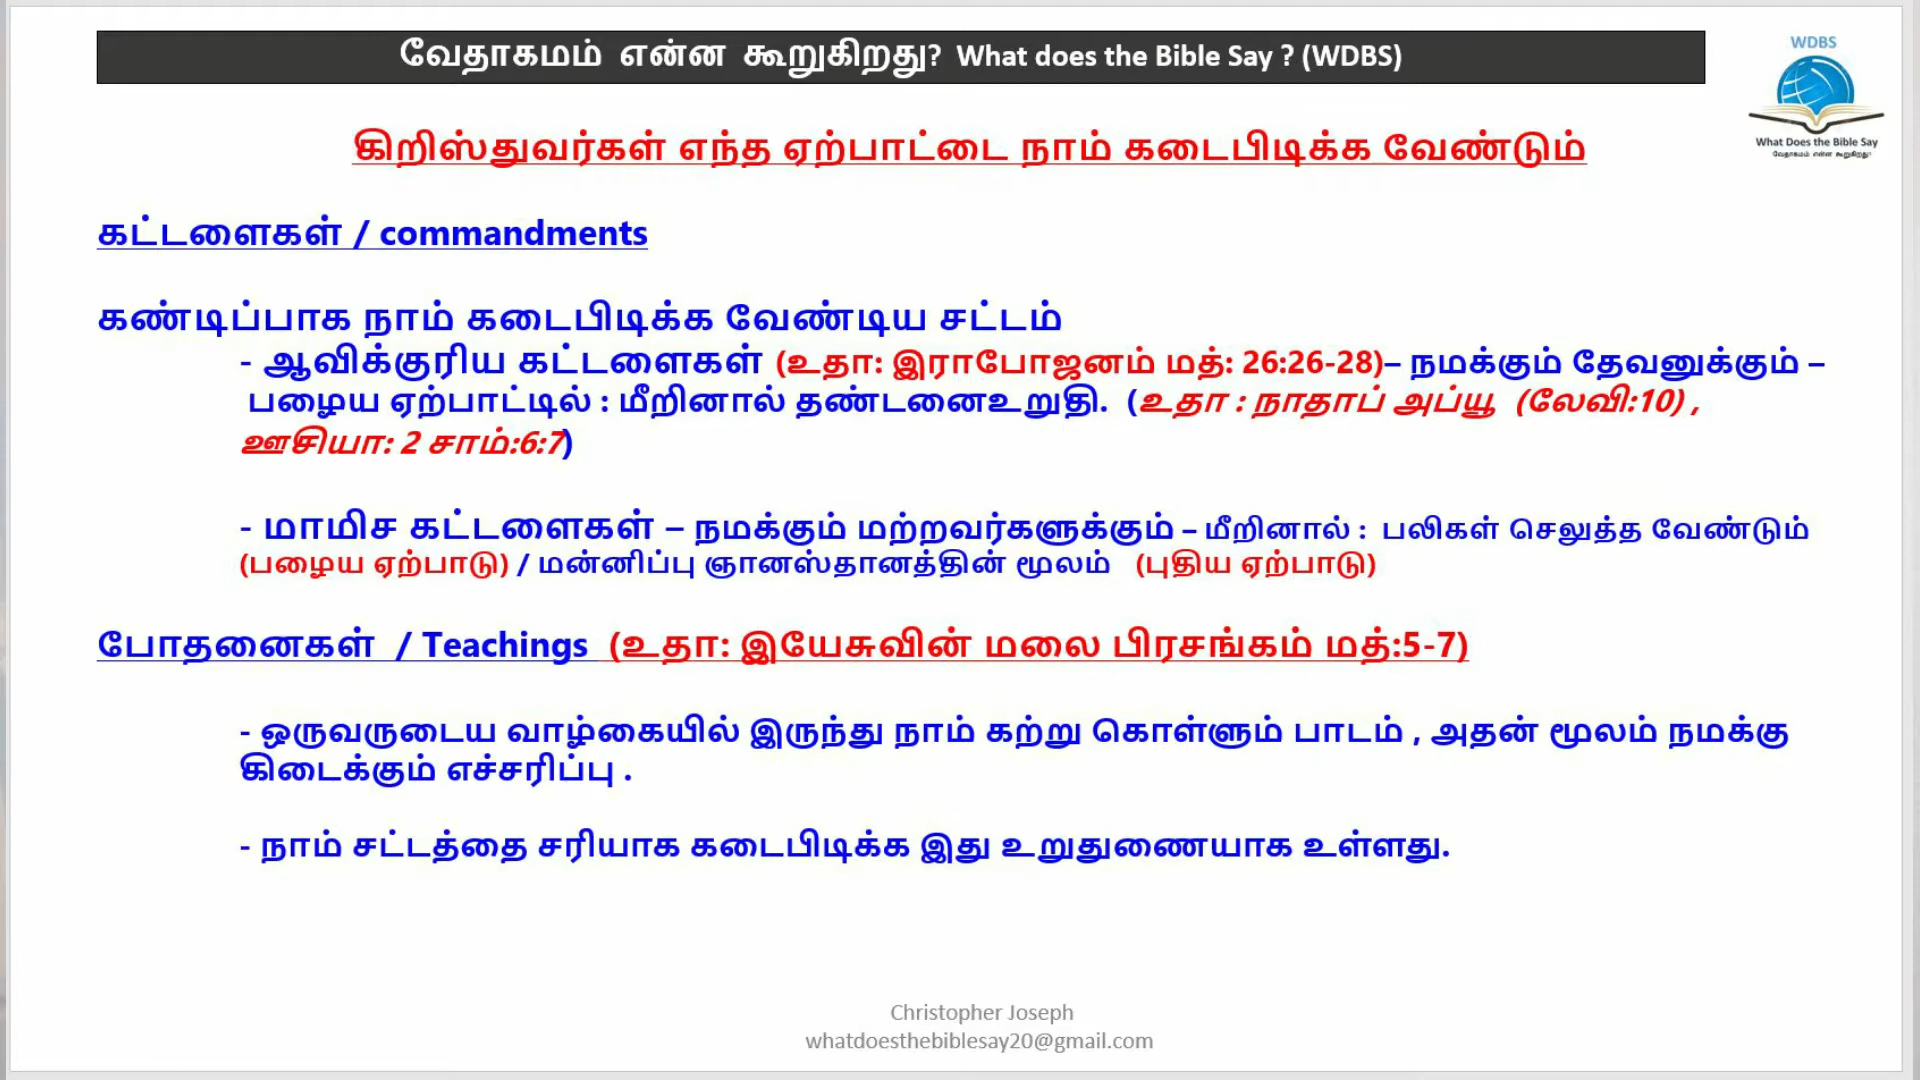 வேதாகமம் என்ன கூறுகிறது? What does the Bible Say ? (WDBS)
WDBS
What Does the Bible Say
வேதாகமம் என்ன கூறுகிறது?
கிறிஸ்துவர்கள் எந்த ஏற்பாட்டை நாம் கடைபிடிக்க வேண்டும்
கட்டளைகள் / commandments
கண்டிப்பாக நாம் கடைபிடிக்க வேண்டிய சட்டம்
- ஆவிக்குரிய கட்டளைகள் (உதா: இராபோஜனம் மத்: 26:26-28)– நமக்கும் தேவனுக்கும் –
பழைய ஏற்பாட்டில் : மீறினால் தண்டனைஉறுதி. (உதா : நாதாப் அப்யூ (லேவி:10) ,
ஊசியா: 2 சாம்:6:7)
- மாமிச கட்டளைகள் – நமக்கும் மற்றவர்களுக்கும் – மீறினால் : பலிகள் செலுத்த வேண்டும்
(பழைய ஏற்பாடு) / மன்னிப்பு ஞானஸ்தானத்தின் மூலம் (புதிய ஏற்பாடு)
போதனைகள் / Teachings (உதா: இயேசுவின் மலை பிரசங்கம் மத்:5-7)
- ஒருவருடைய வாழ்கையில் இருந்து நாம் கற்று கொள்ளும் பாடம் , அதன் மூலம் நமக்கு
கிடைக்கும் எச்சரிப்பு .
- நாம் சட்டத்தை சரியாக கடைபிடிக்க இது உறுதுணையாக உள்ளது.
Christopher Joseph
whatdoesthebiblesay20@gmail.com